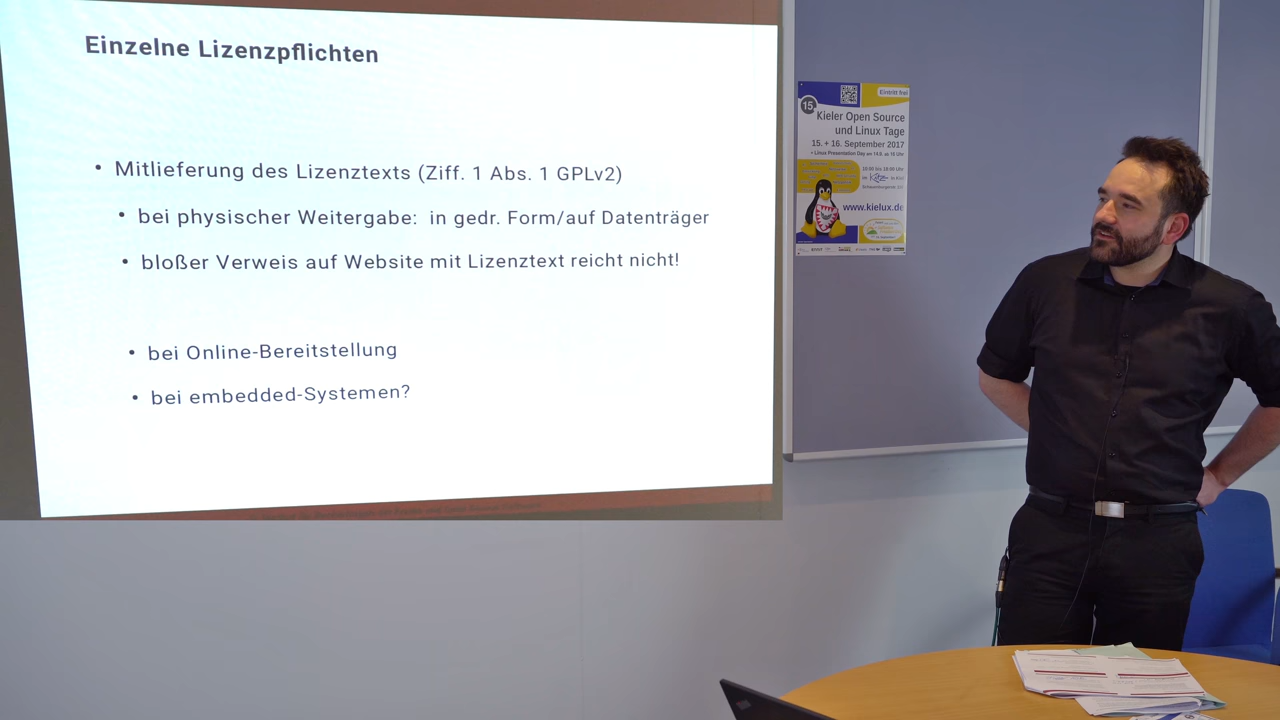 Einzelne Lizenzpflichten
• Mitlieferung des Lizenztexts (Ziff. 1 Abs. 1 GPLv2)
• bei physischer Weitergabe: in gedr. Form/auf Datenträger
• bloßer Verweis auf Website mit Lizenztext reicht nicht!
• bei Online-Bereitstellung
• bei embedded-Systemen?
Eintritt frei
15
Kieler Open Source
und Linux Tage
15. + 16. September 2017
www.kielux.de